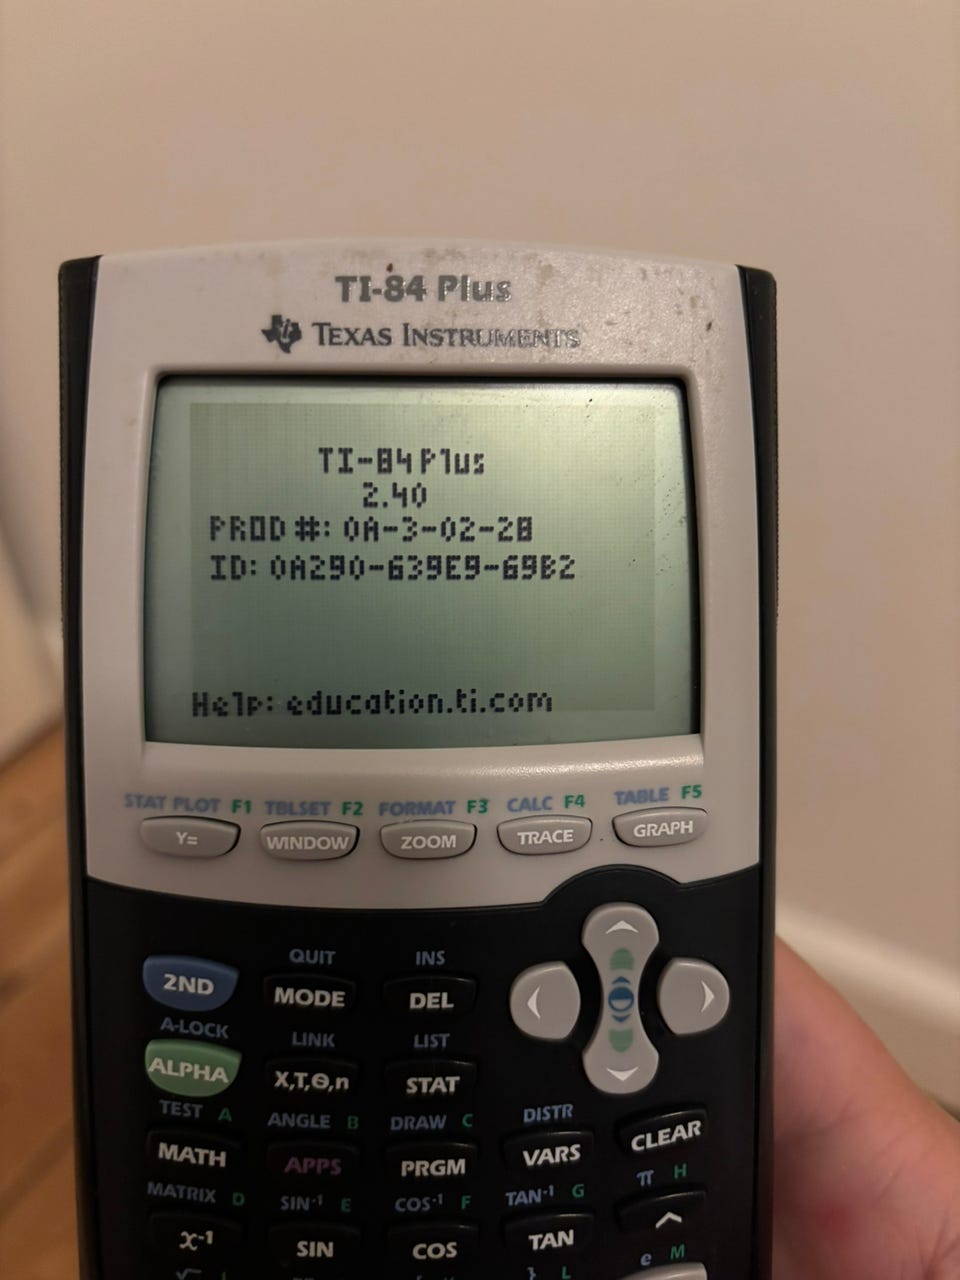 TI-84 Plus
TEXAS INSTRUMENTS
TI-84 Plus
2.40
PROD #: 0A-3-02-28
ID: 0A290-639E9-69B2
Help: education.ti.com
STAT PLOT F1 TBLSET F2 FORMAT F3 CALC F4 TABLE F5
Y= WINDOW ZOOM TRACE GRAPH
QUIT INS
2ND MODE DEL
A-LOCK LINK LIST
ALPHA X,T,Θ,n STAT
TEST A ANGLE B DRAW C DISTR
MATH APPS PRGM VARS CLEAR
MATRIX D SIN-1 E COS-1 F TAN-1 G π H
x-1 SIN COS TAN ^
L e M